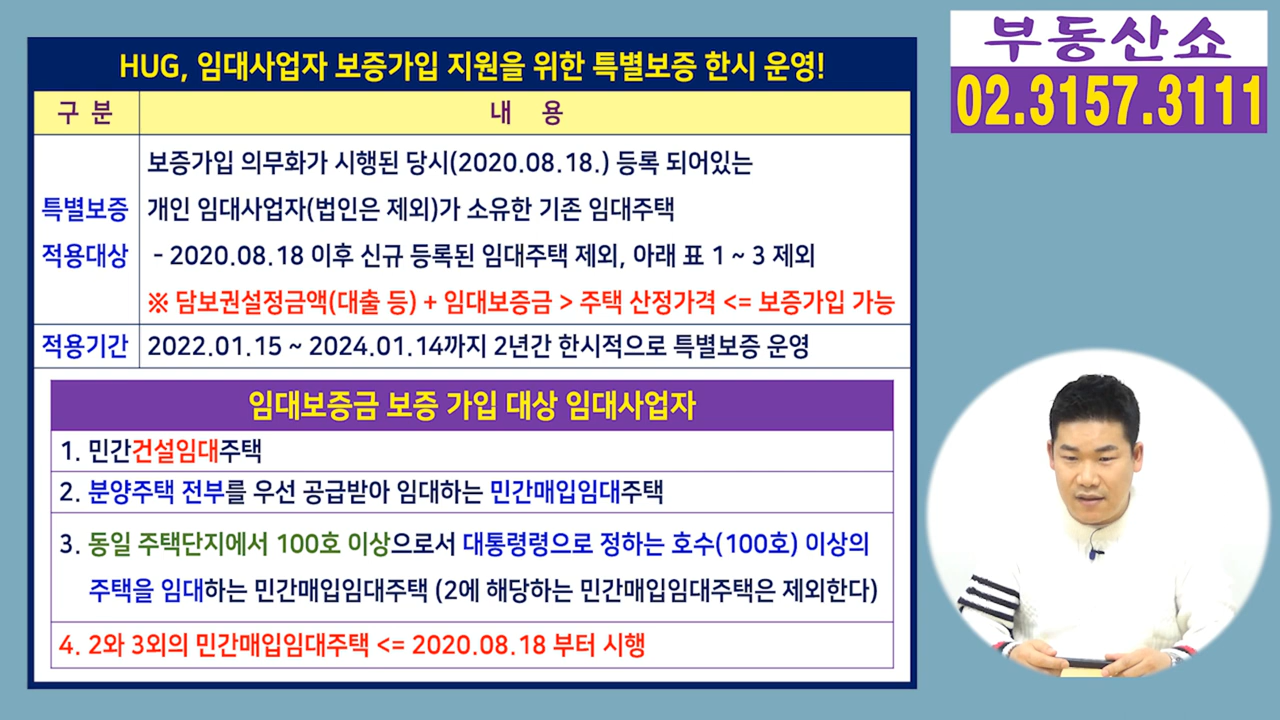 부동산쇼
02.3157.3111
HUG, 임대사업자 보증가입 지원을 위한 특별보증 한시 운영!
구 분
내 용
특별보증
적용대상
보증가입 의무화가 시행된 당시(2020.08.18.) 등록 되어있는
개인 임대사업자(법인은 제외)가 소유한 기존 임대주택
- 2020.08.18 이후 신규 등록된 임대주택 제외, 아래 표 1 ~ 3 제외
※ 담보권설정금액(대출 등) + 임대보증금 > 주택 산정가격 <= 보증가입 가능
적용기간
2022.01.15 ~ 2024.01.14까지 2년간 한시적으로 특별보증 운영
임대보증금 보증 가입 대상 임대사업자
1. 민간건설임대주택
2. 분양주택 전부를 우선 공급받아 임대하는 민간매입임대주택
3. 동일 주택단지에서 100호 이상으로서 대통령령으로 정하는 호수(100호) 이상의
주택을 임대하는 민간매입임대주택 (2에 해당하는 민간매입임대주택은 제외한다)
4. 2와 3외의 민간매입임대주택 <= 2020.08.18 부터 시행